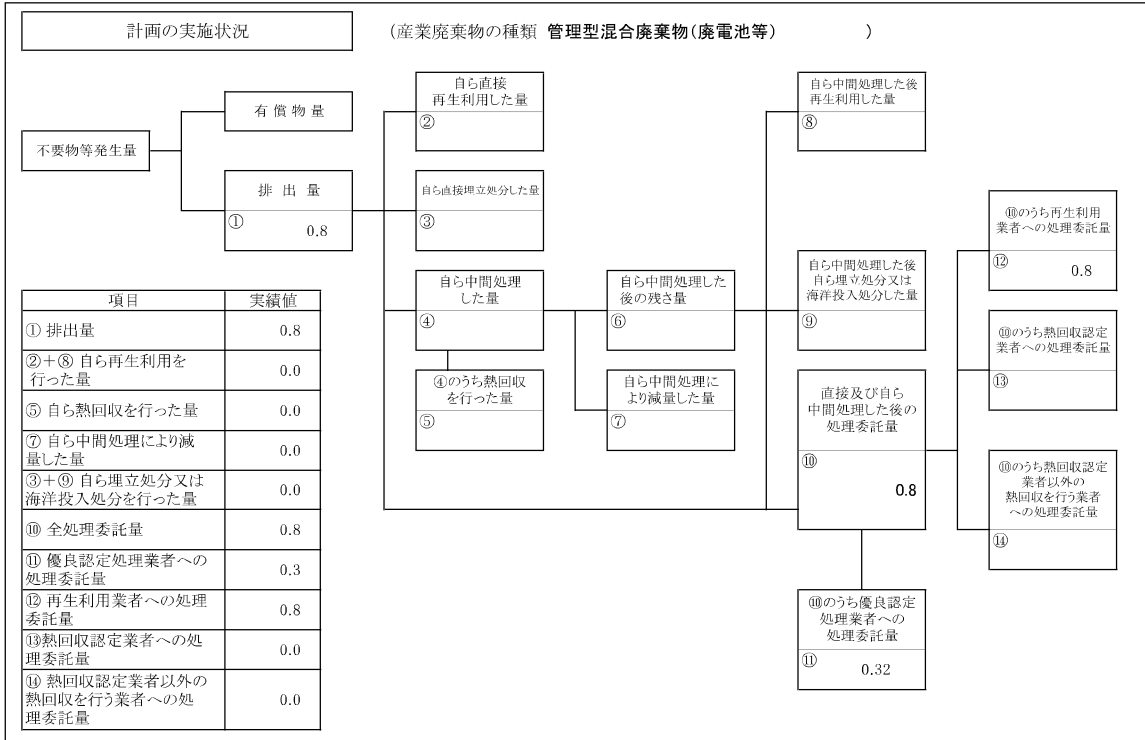 計画の実施状況
(産業廃棄物の種類 管理型混合廃棄物(廃電池等) )
不要物等発生量
有償物量
排出量
①
0.8
自ら直接
再生利用した量
②
自ら直接埋立処分した量
③
自ら中間処理
した量
④
④のうち熱回収
を行った量
⑤
自ら中間処理した
後の残さ量
⑥
自ら中間処理に
より減量した量
⑦
自ら中間処理した後
再生利用した量
⑧
自ら中間処理した後
自ら埋立処分又は
海洋投入処分した量
⑨
直接及び自ら
中間処理した後の
処理委託量
⑩
0.8
⑩のうち優良認定
処理業者への
処理委託量
⑪
0.32
⑩のうち再生利用
業者への処理委託量
⑫
0.8
⑩のうち熱回収認定
業者への処理委託量
⑬
⑩のうち熱回収認定
業者以外の
熱回収を行う業者
への処理委託量
⑭
項目 実績値
① 排出量 0.8
②+⑧ 自ら再生利用を
行った量 0.0
⑤ 自ら熱回収を行った量 0.0
⑦ 自ら中間処理により減
量した量 0.0
③+⑨ 自ら埋立処分又は
海洋投入処分を行った量 0.0
⑩ 全処理委託量 0.8
⑪ 優良認定処理業者への
処理委託量 0.3
⑫ 再生利用業者への処理
委託量 0.8
⑬熱回収認定業者への処
理委託量 0.0
⑭ 熱回収認定業者以外の
熱回収を行う業者への処
理委託量 0.0